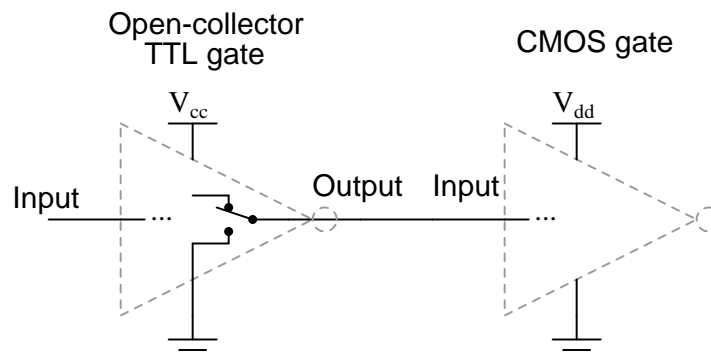 Open-collector
TTL gate
CMOS gate
Vcc
Vdd
Input
...
Output
Input
...